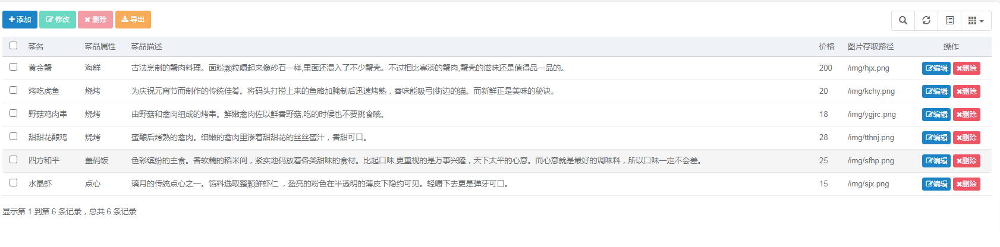 添加 修改 删除 导出
菜名 菜品属性 菜品描述 价格 图片存取路径 操作
黄金蟹 海鲜 古法烹制的蟹肉料理。面粉颗粒嚼起来像砂石一样,里面还混入了不少蟹壳。不过相比寡淡的蟹肉,蟹壳的滋味还是值得品一品的。 200 /img/hjx.png 编辑 删除
烤吃虎鱼 烧烤 为庆祝元宵节而制作的传统佳肴。将码头打捞上来的鱼略加腌制后迅速烤熟，香味能吸弓|街边的猫。而新鲜正是美味的秘诀。 20 /img/kchy.png 编辑 删除
野菇鸡肉串 烧烤 由野菇和禽肉组成的烤串。鲜嫩禽肉佐以鲜香野菇,吃的时候也不要挑食哦。 18 /img/ygjrc.png 编辑 删除
甜甜花酿鸡 烧烤 蜜酿后烤熟的禽肉。细嫩的禽肉里渗着甜甜花的丝丝蜜汁，香甜可口。 28 /img/tthnj.png 编辑 删除
四方和平 盖码饭 色彩缤纷的主食。香软糯的稻米间，紧实地码放着各类甜味的食材。比起口味,更重视的是万事兴隆，天下太平的心意。而心意就是最好的调味料，所以口味一定不会差。 25 /img/sfhp.png 编辑 删除
水晶虾 点心 璃月的传统点心之一。馅料选取整颗鲜虾仁 ，盈亮的粉色在半透明的薄皮下隐约可见。轻嚼下去更是弹牙可口。 15 /img/sjx.png 编辑 删除
显示第 1 到第 6 条记录，总共 6 条记录